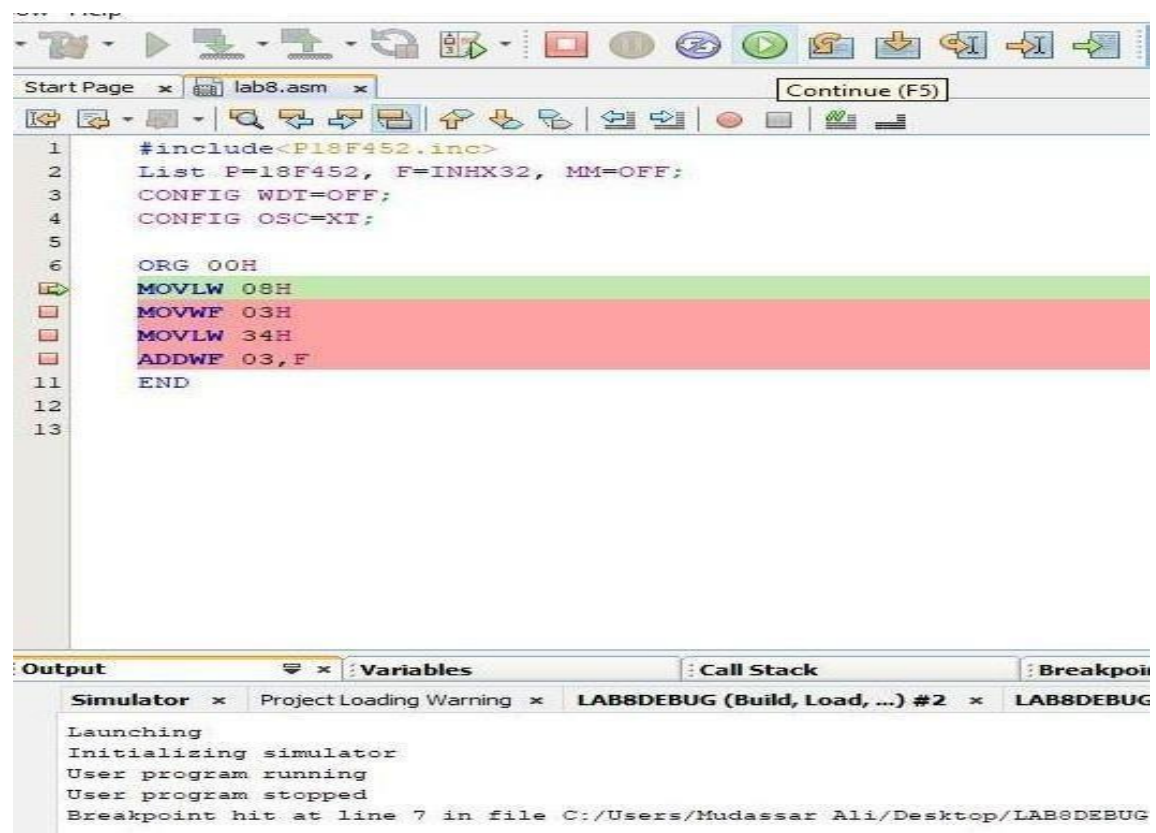 Help
Start Page lab8.asm
Continue (F5)
1 #include<P18F452.inc>
2 List P=18F452, F=INHX32, MM=OFF;
3 CONFIG WDT=OFF;
4 CONFIG OSC=XT;
5
6 ORG 00H
MOVLW 08H
MOVWF 03H
MOVLW 34H
ADDWF 03,F
11 END
12
13
Output Variables Call Stack
Simulator Project Loading Warning LAB8DEBUG (Build, Load, ...) #2 LAB8DEBUG
Launching
Initializing simulator
User program running
User program stopped
Breakpoint hit at line 7 in file C:/Users/Mudassar Ali/Desktop/LAB8DEBUG